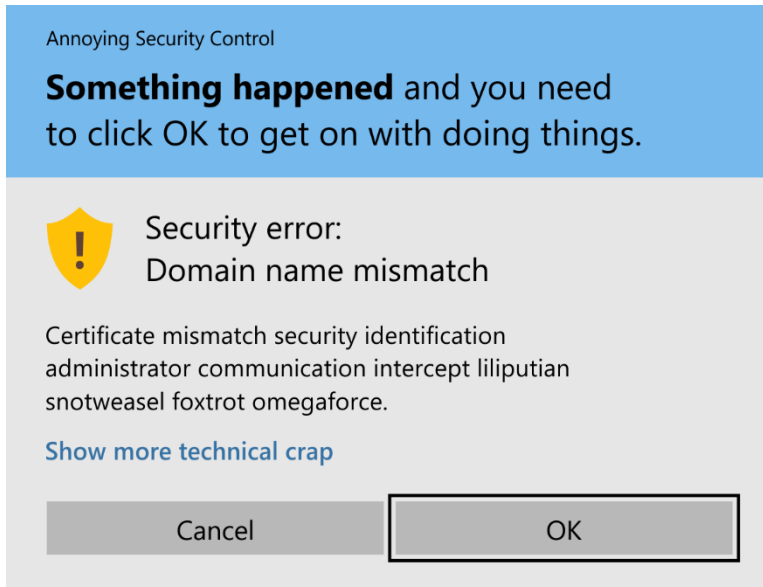 Annoying Security Control
Something happened and you need
to click OK to get on with doing things.
Security error:
Domain name mismatch
Certificate mismatch security identification
administrator communication intercept liliputian
snotweasel foxtrot omegaforce.
Show more technical crap
Cancel
OK